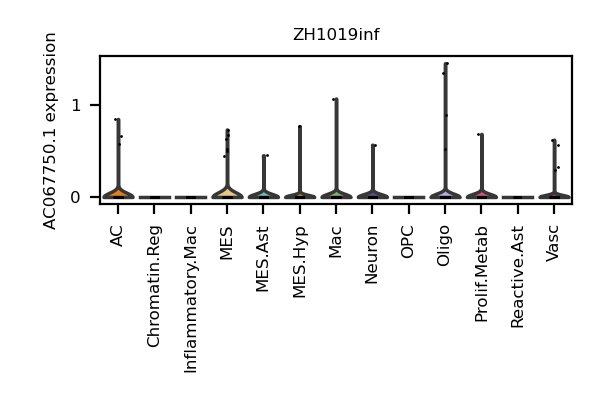 ZH1019inf
AC067750.1 expression
1
0
AC
Chromatin.Reg
Inflammatory.Mac
MES
MES.Ast
MES.Hyp
Mac
Neuron
OPC
Oligo
Prolif.Metab
Reactive.Ast
Vasc